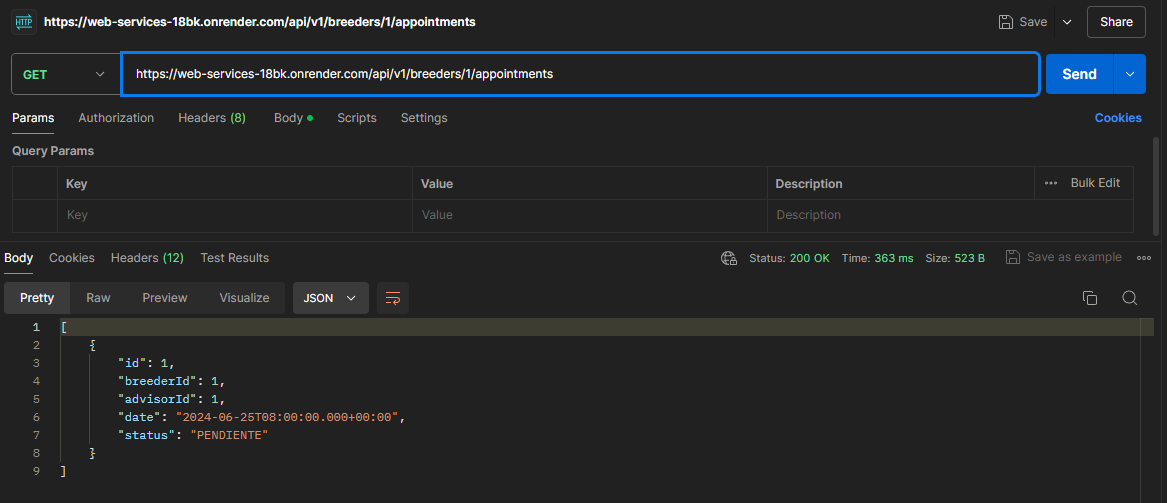 HTTP https://web-services-18bk.onrender.com/api/v1/breeders/1/appointments Save Share
GET https://web-services-18bk.onrender.com/api/v1/breeders/1/appointments Send
Params Authorization Headers (8) Body Scripts Settings Cookies
Query Params
Key Value Description Bulk Edit
Key Value Description
Body Cookies Headers (12) Test Results Status: 200 OK Time: 363 ms Size: 523 B Save as example
Pretty Raw Preview Visualize JSON
1 [
2 {
3 "id": 1,
4 "breederId": 1,
5 "advisorId": 1,
6 "date": "2024-06-25T08:00:00.000+00:00",
7 "status": "PENDIENTE"
8 }
9 ]